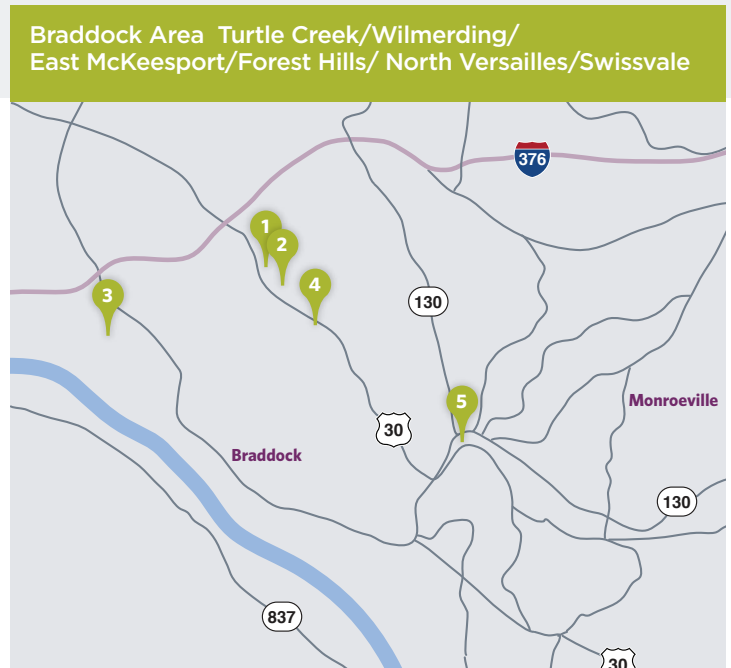 Braddock Area Turtle Creek/Wilmerding/
East McKeesport/Forest Hills/ North Versailles/Swissvale
376
1
2
4
3
130
5
Monroeville
30
Braddock
130
837
30